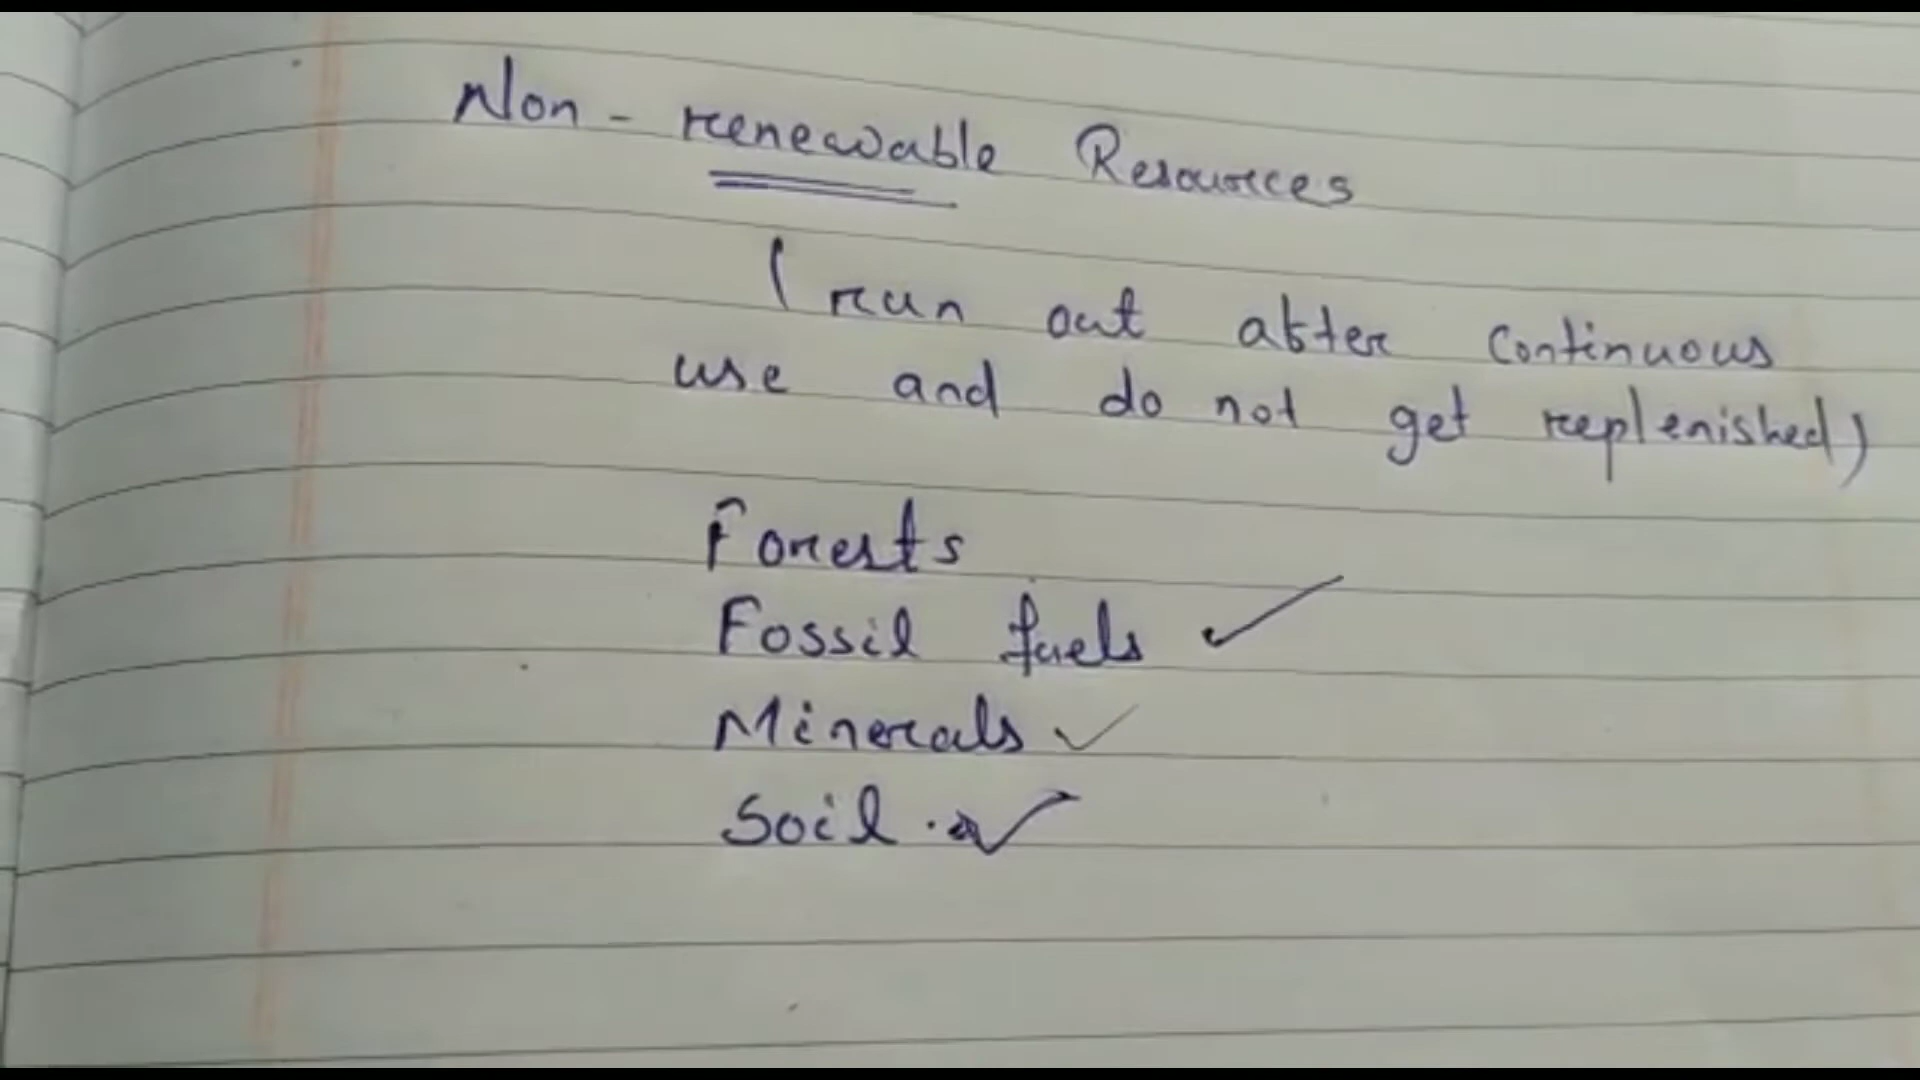 Non - renewable Resources
(run out after continuous
use and do not get replenished)
Forests
Fossil fuels ✓
Minerals ✓
Soil. ✓